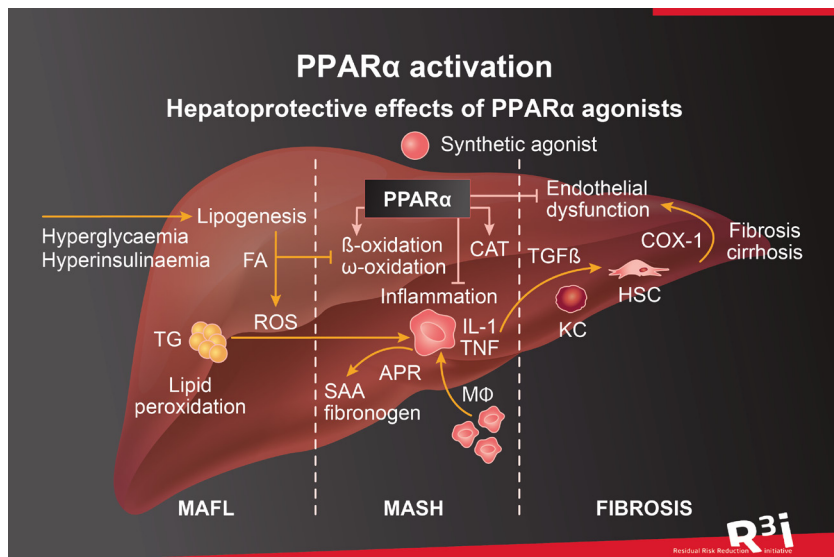 PPARα activation
Hepatoprotective effects of PPARα agonists
Synthetic agonist
PPARα
Endothelial
dysfunction
Lipogenesis
Hyperglycaemia
Hyperinsulinaemia
FA
ß-oxidation
ω-oxidation
CAT
TGFß
COX-1
Fibrosis
cirrhosis
Inflammation
HSC
ROS
TG
IL-1
TNF
KC
Lipid
peroxidation
SAA
fibronogen
APR
MΦ
MAFL
MASH
FIBROSIS
R3i
Residual Risk Reduction initiative